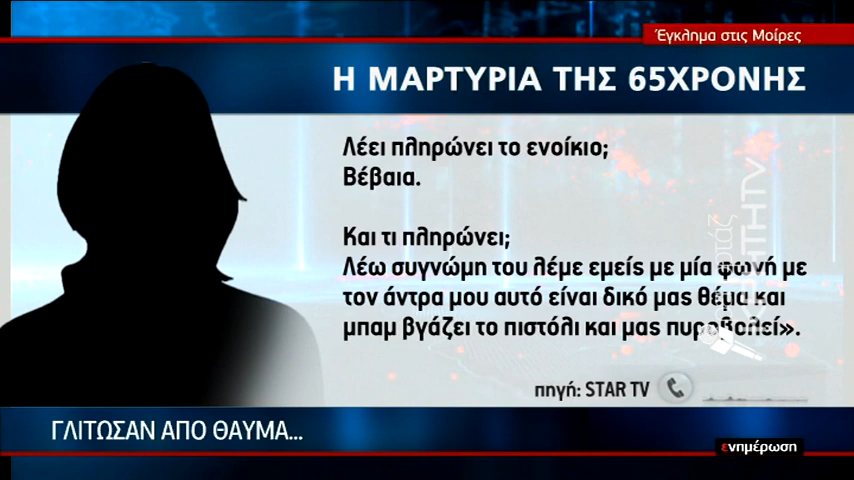 Έγκλημα στις Μοίρες
Η ΜΑΡΤΥΡΙΑ ΤΗΣ 65ΧΡΟΝΗΣ
Λέει πληρώνει το ενοίκιο;
Βέβαια.
Και τι πληρώνει;
Λέω συγνώμη του λέμε εμείς με μία φωνή με
τον άντρα μου αυτό είναι δικό μας θέμα και
μπαμ βγάζει το πιστόλι και μας πυροβολεί».
πηγή: STAR TV
ΓΛΙΤΩΣΑΝ ΑΠΟ ΘΑΥΜΑ...
ενημέρωση